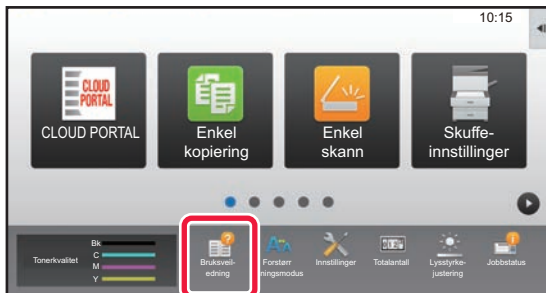 10:15
CLOUD
PORTAL
CLOUD PORTAL
Enkel
kopiering
Enkel
skann
Skuffe-
innstillinger
Tonerkvalitet
Bk
C
M
Y
Bruksveil-
edning
Forstørr
ningsmodus
Innstillinger
Totalantall
Lysstyrke-
justering
Jobbstatus